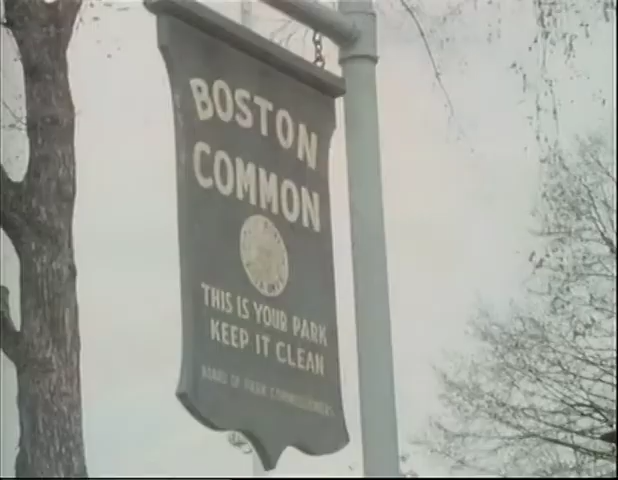 BOSTON
COMMON
THIS IS YOUR PARK
KEEP IT CLEAN
BOARD OF PARK COMMISSIONERS